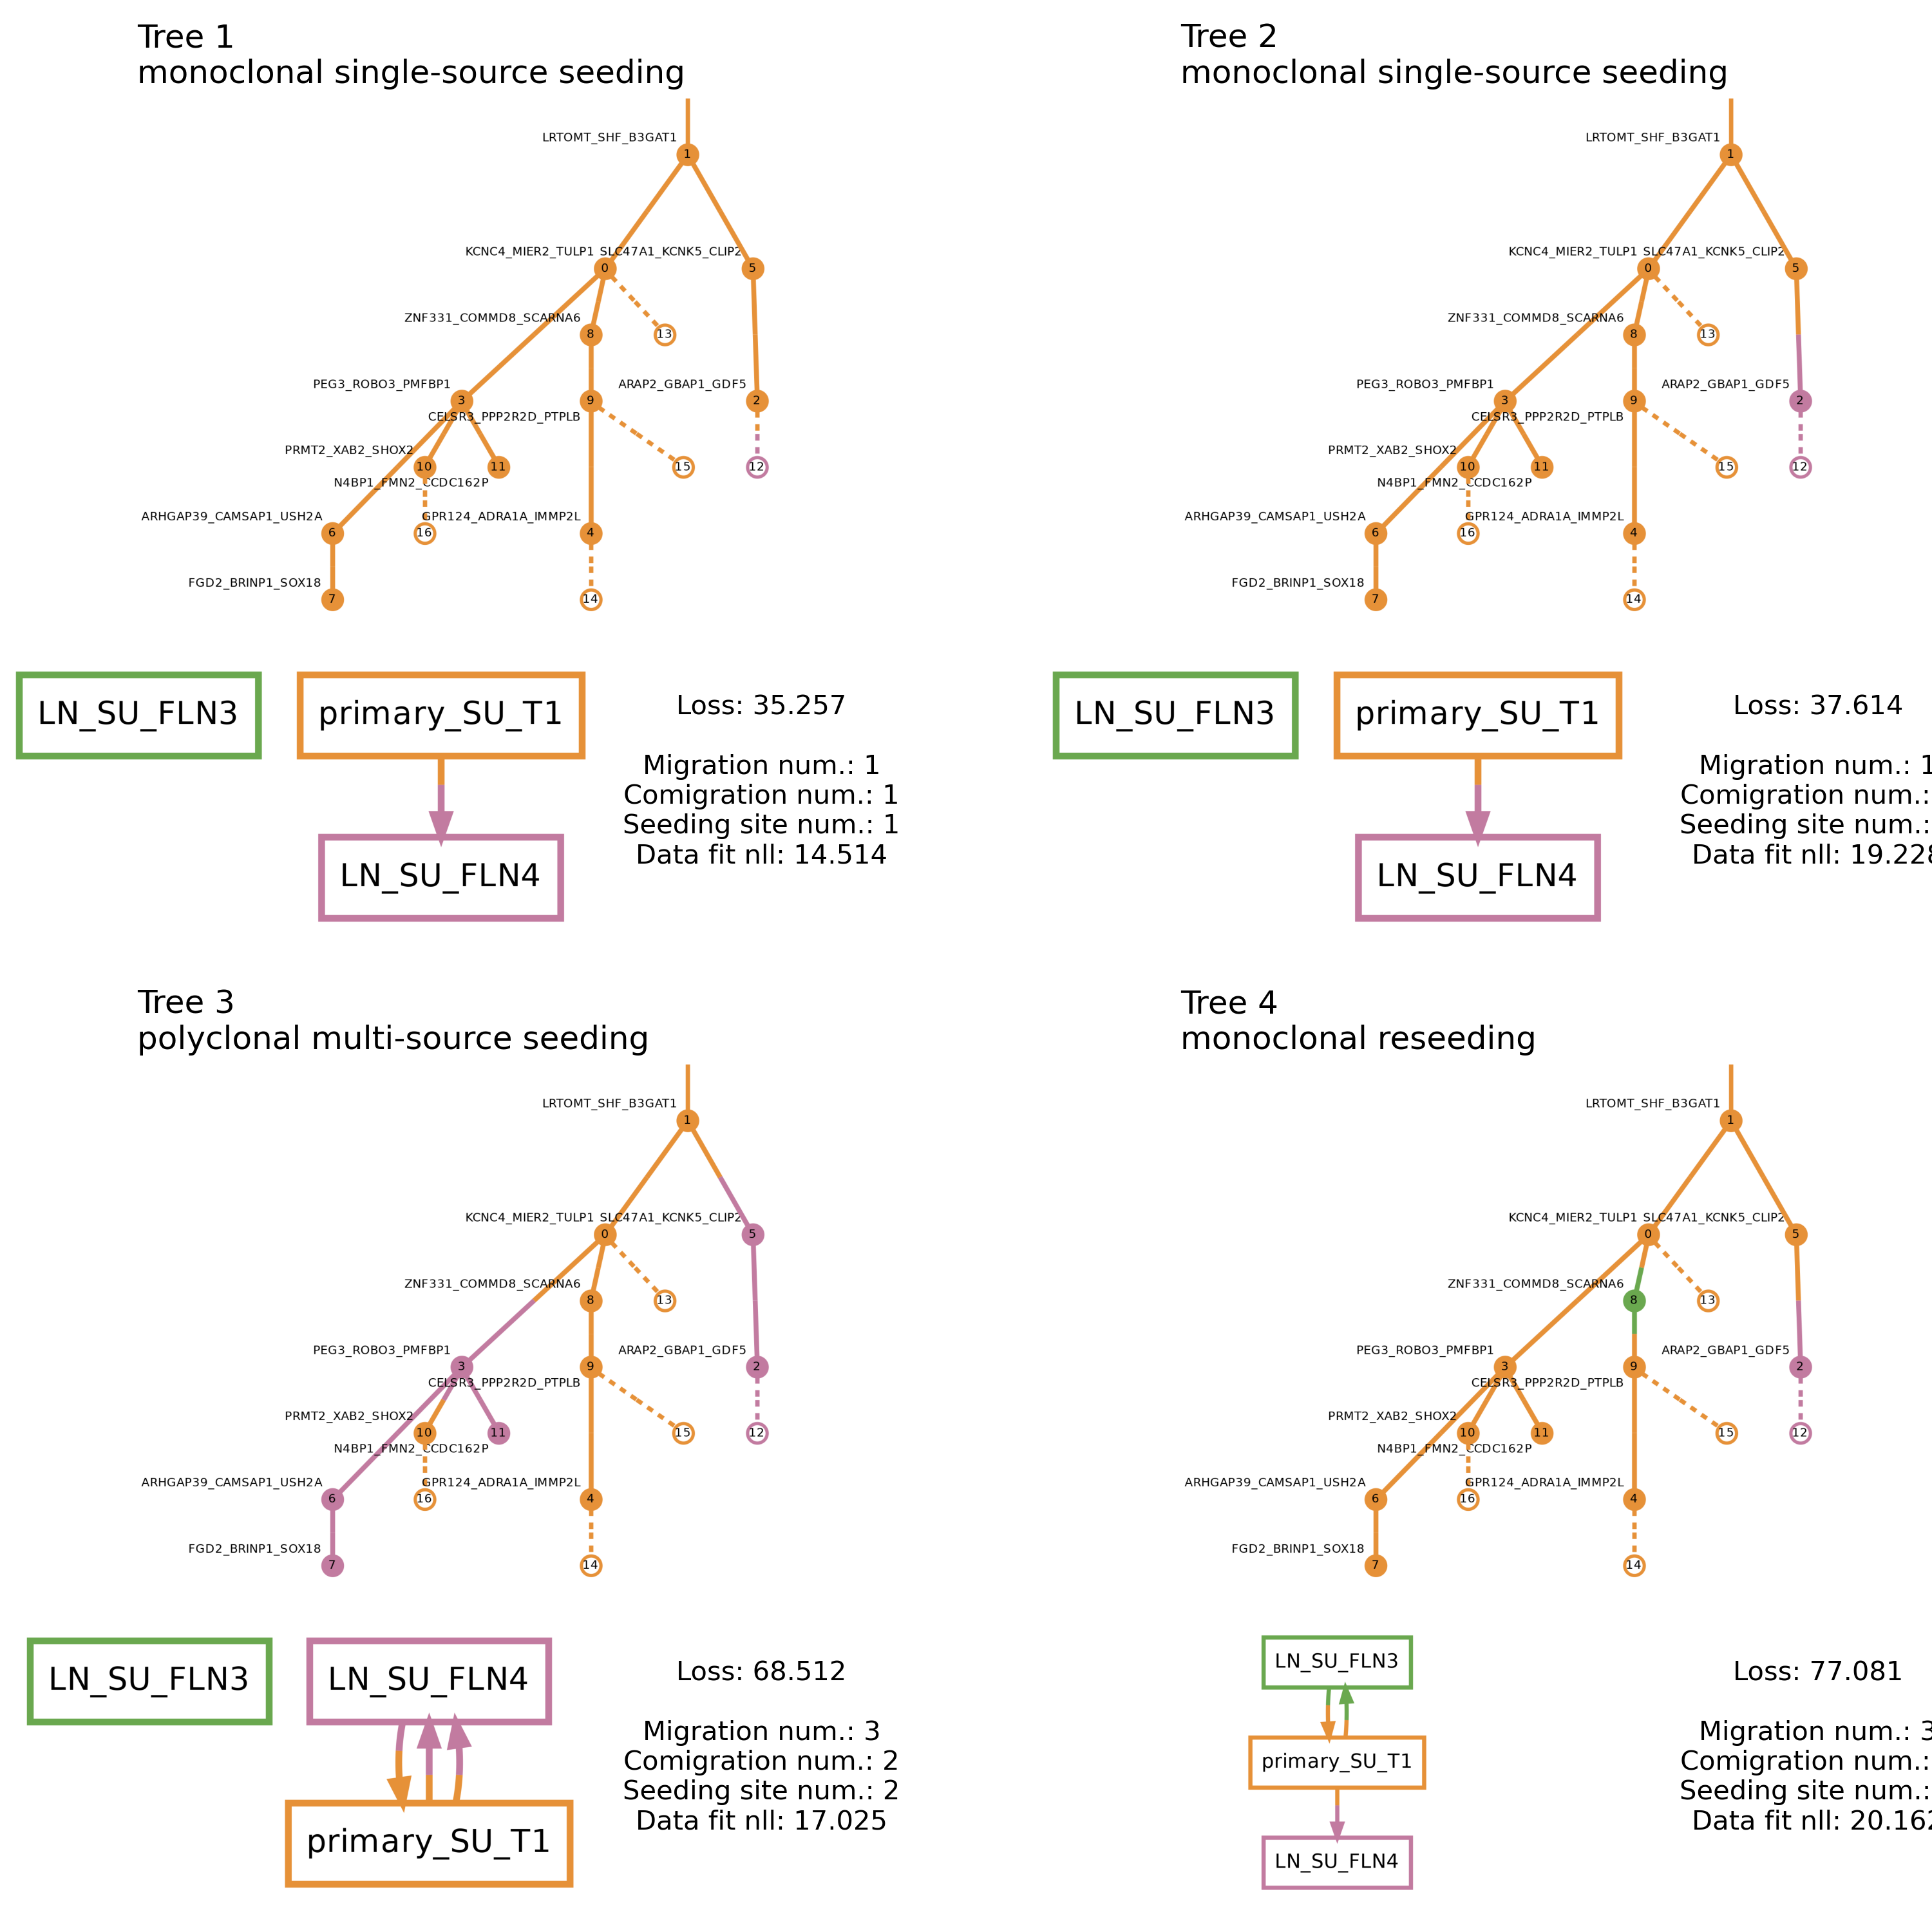 Tree 1
monoclonal single-source seeding
LRTOMT_SHF_B3GAT1
1
KCNC4_MIER2_TULP1 SLC47A1_KCNK5_CLIP2
0
5
ZNF331_COMMD8_SCARNA6
8
13
PEG3_ROBO3_PMFBP1
3
9
ARAP2_GBAP1_GDF5
2
CELSR3_PPP2R2D_PTPLB
PRMT2_XAB2_SHOX2
10
11
15
12
N4BP1_FMN2_CCDC162P
ARHGAP39_CAMSAP1_USH2A
6
16
GPR124_ADRA1A_IMMP2L
4
FGD2_BRINP1_SOX18
7
14
LN_SU_FLN3
primary_SU_T1
LN_SU_FLN4
Loss: 35.257
Migration num.: 1
Comigration num.: 1
Seeding site num.: 1
Data fit nll: 14.514
Tree 2
monoclonal single-source seeding
LRTOMT_SHF_B3GAT1
1
KCNC4_MIER2_TULP1 SLC47A1_KCNK5_CLIP2
0
5
ZNF331_COMMD8_SCARNA6
8
13
PEG3_ROBO3_PMFBP1
3
9
ARAP2_GBAP1_GDF5
2
CELSR3_PPP2R2D_PTPLB
PRMT2_XAB2_SHOX2
10
11
15
12
N4BP1_FMN2_CCDC162P
ARHGAP39_CAMSAP1_USH2A
6
16
GPR124_ADRA1A_IMMP2L
4
FGD2_BRINP1_SOX18
7
14
LN_SU_FLN3
primary_SU_T1
LN_SU_FLN4
Loss: 37.614
Migration num.: 1
Comigration num.:
Seeding site num.:
Data fit nll: 19.228
Tree 3
polyclonal multi-source seeding
LRTOMT_SHF_B3GAT1
1
KCNC4_MIER2_TULP1 SLC47A1_KCNK5_CLIP2
0
5
ZNF331_COMMD8_SCARNA6
8
13
PEG3_ROBO3_PMFBP1
3
9
ARAP2_GBAP1_GDF5
2
CELSR3_PPP2R2D_PTPLB
PRMT2_XAB2_SHOX2
10
11
15
12
N4BP1_FMN2_CCDC162P
ARHGAP39_CAMSAP1_USH2A
6
16
GPR124_ADRA1A_IMMP2L
4
FGD2_BRINP1_SOX18
7
14
LN_SU_FLN3
LN_SU_FLN4
primary_SU_T1
Loss: 68.512
Migration num.: 3
Comigration num.: 2
Seeding site num.: 2
Data fit nll: 17.025
Tree 4
monoclonal reseeding
LRTOMT_SHF_B3GAT1
1
KCNC4_MIER2_TULP1 SLC47A1_KCNK5_CLIP2
0
5
ZNF331_COMMD8_SCARNA6
8
13
PEG3_ROBO3_PMFBP1
3
9
ARAP2_GBAP1_GDF5
2
CELSR3_PPP2R2D_PTPLB
PRMT2_XAB2_SHOX2
10
11
15
12
N4BP1_FMN2_CCDC162P
ARHGAP39_CAMSAP1_USH2A
6
16
GPR124_ADRA1A_IMMP2L
4
FGD2_BRINP1_SOX18
7
14
LN_SU_FLN3
primary_SU_T1
LN_SU_FLN4
Loss: 77.081
Migration num.: 3
Comigration num.:
Seeding site num.:
Data fit nll: 20.162